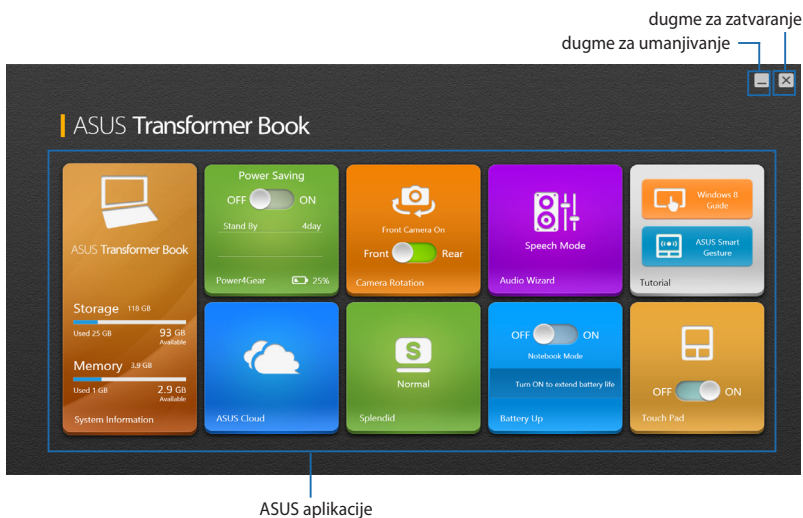 dugme za zatvaranje
dugme za umanjivanje
ASUS Transformer Book
ASUS Transformer Book
Storage 118 GB
Used 25 GB 93 GB
Available
Memory 3.9 GB
Used 1 GB 2.9 GB
Available
System Information
Power Saving
OFF ON
Stand By 4day
Power4Gear 25%
Front Camera On
Front Rear
Camera Rotation
Speech Mode
Audio Wizard
Windows 8
Guide
ASUS Smart
Gesture
Tutorial
ASUS Cloud
S
Normal
Splendid
OFF ON
Notebook Mode
Turn ON to extend battery life
Battery Up
OFF ON
Touch Pad
ASUS aplikacije